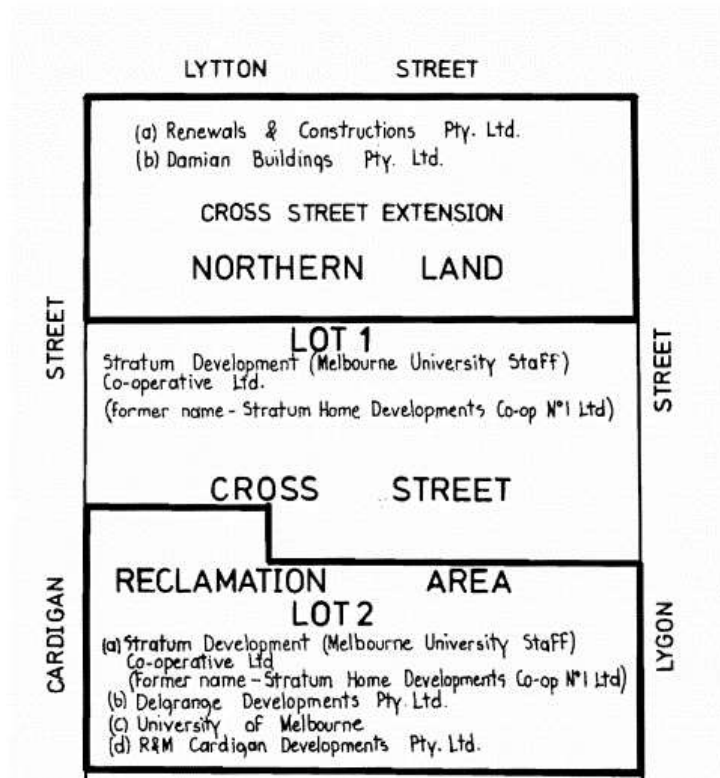 LYTTON STREET
(a) Renewals & Constructions Pty. Ltd.
(b) Damian Buildings Pty. Ltd.
CROSS STREET EXTENSION
NORTHERN LAND
STREET
STREET
LOT 1
Stratum Development (Melbourne University Staff)
Co-operative Ltd.
(former name - Stratum Home Developments Co-op Nº1 Ltd)
CROSS STREET
CARDIGAN
LYGON
RECLAMATION AREA
LOT 2
(a) Stratum Development (Melbourne University Staff)
Co-operative Ltd
(Former name - Stratum Home Developments Co-op Nº1 Ltd)
(b) Delgrange Developments Pty. Ltd.
(c) University of Melbourne
(d) R&M Cardigan Developments Pty. Ltd.